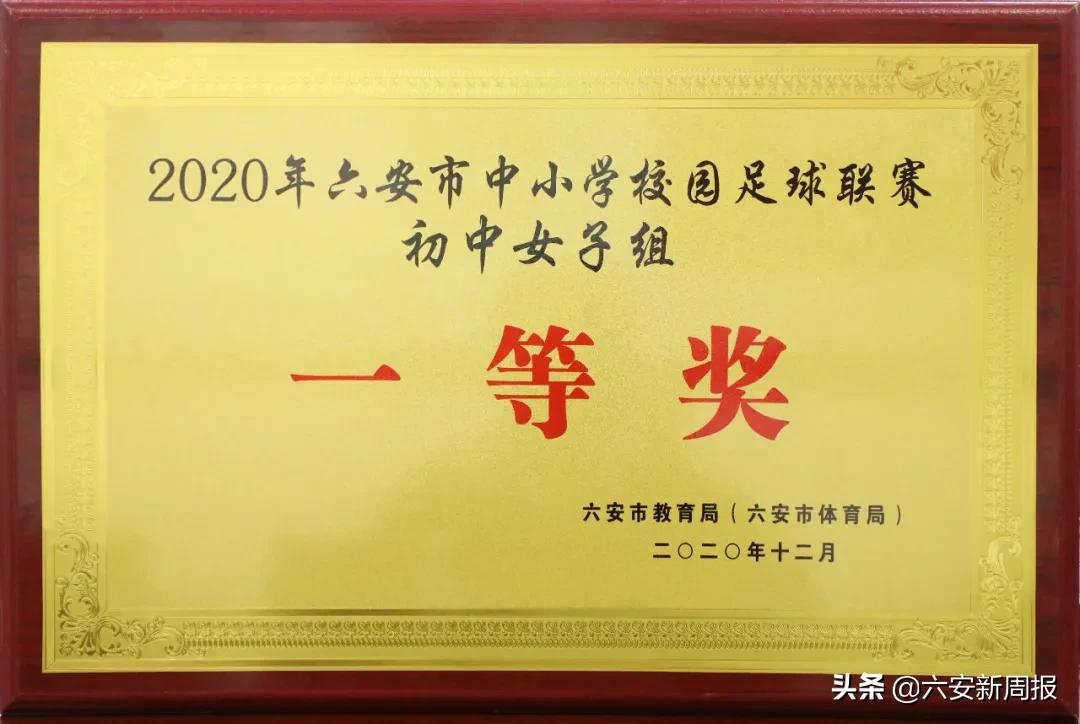 2020年六安市中小学校园足球联赛
初中女子组
一等奖
六安市教育局（六安市体育局）
二〇二〇年十二月
头条 @六安新周报